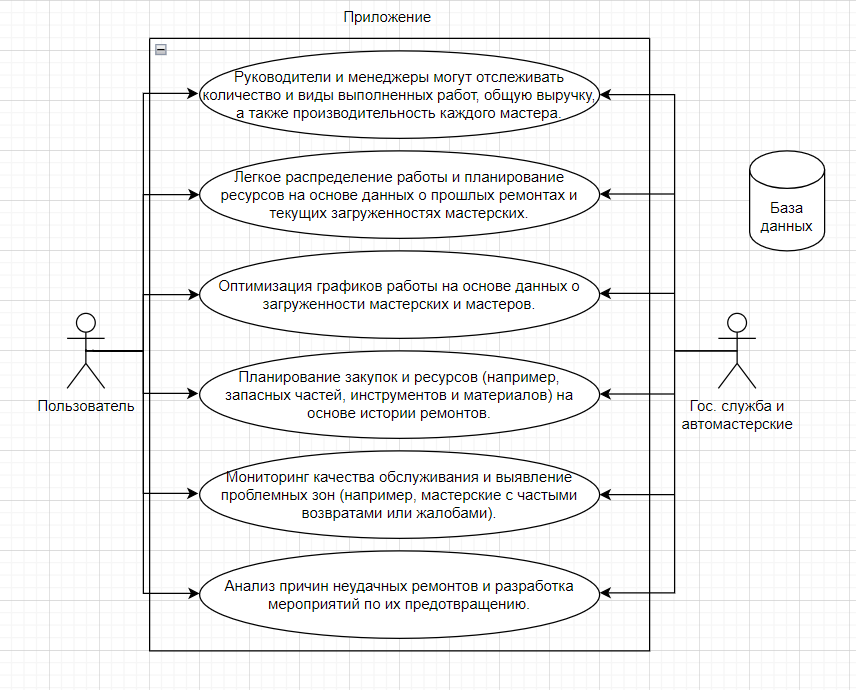 Приложение
Руководители и менеджеры могут отслеживать
количество и виды выполненных работ, общую выручку,
а также производительность каждого мастера.
Легкое распределение работы и планирование
ресурсов на основе данных о прошлых ремонтах и
текущих загруженностях мастерских.
База
данных
Оптимизация графиков работы на основе данных о
загруженности мастерских и мастеров.
Планирование закупок и ресурсов (например,
запасных частей, инструментов и материалов) на
основе истории ремонтов.
Пользователь
Гос. служба и
автомастерские
Мониторинг качества обслуживания и выявление
проблемных зон (например, мастерские с частыми
возвратами или жалобами).
Анализ причин неудачных ремонтов и разработка
мероприятий по их предотвращению.